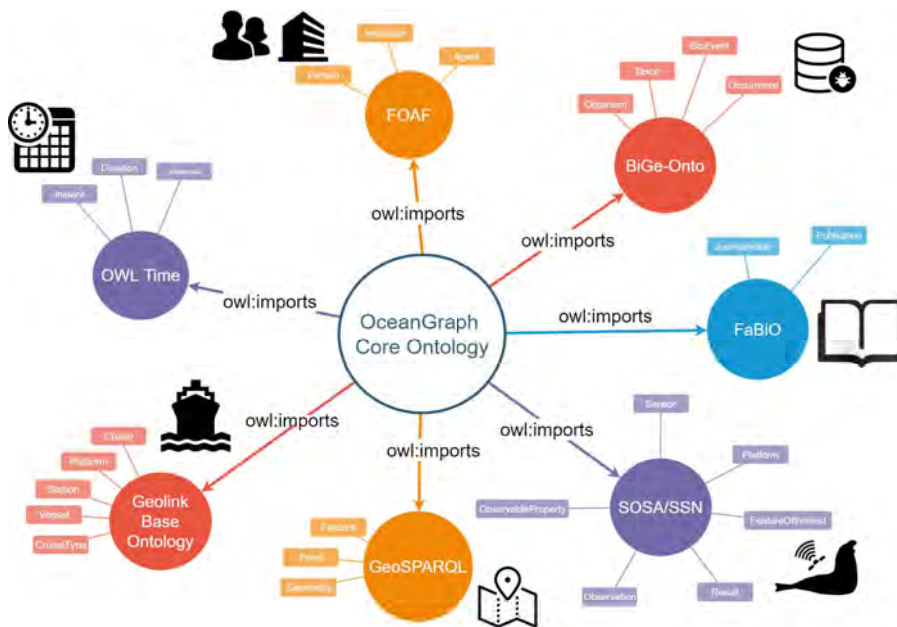 Institution
Agent
Person
FOAF
BioEvent
Taxon
Occurrence
Organism
BiGe-Onto
Duration
Instant
OWL Time
owl:imports
owl:imports
owl:imports
owl:imports
OceanGraph
Core Ontology
Publication
FaBiO
Cruise
Platform
Station
Vessel
CruiseType
Geolink
Base
Ontology
owl:imports
owl:imports
owl:imports
Feature
Point
Geometry
GeoSPARQL
Sensor
Platform
ObservableProperty
SOSA/SSN
FeatureOfInterest
Observation
Result